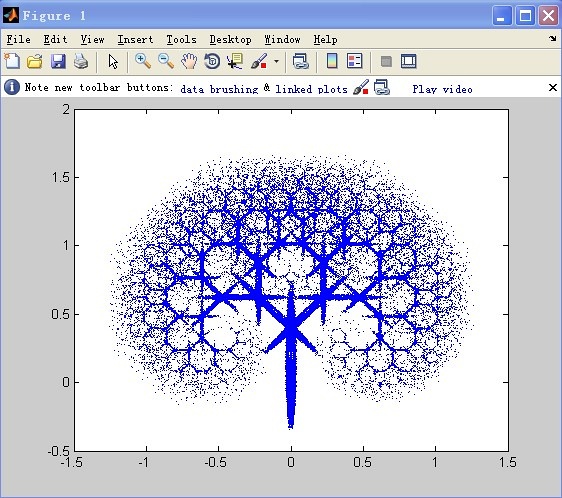 Figure 1
File Edit View Insert Tools Desktop Window Help
Note new toolbar buttons: data brushing & linked plots Play video
2
1.5
1
0.5
0
-0.5
-1.5 -1 -0.5 0 0.5 1 1.5